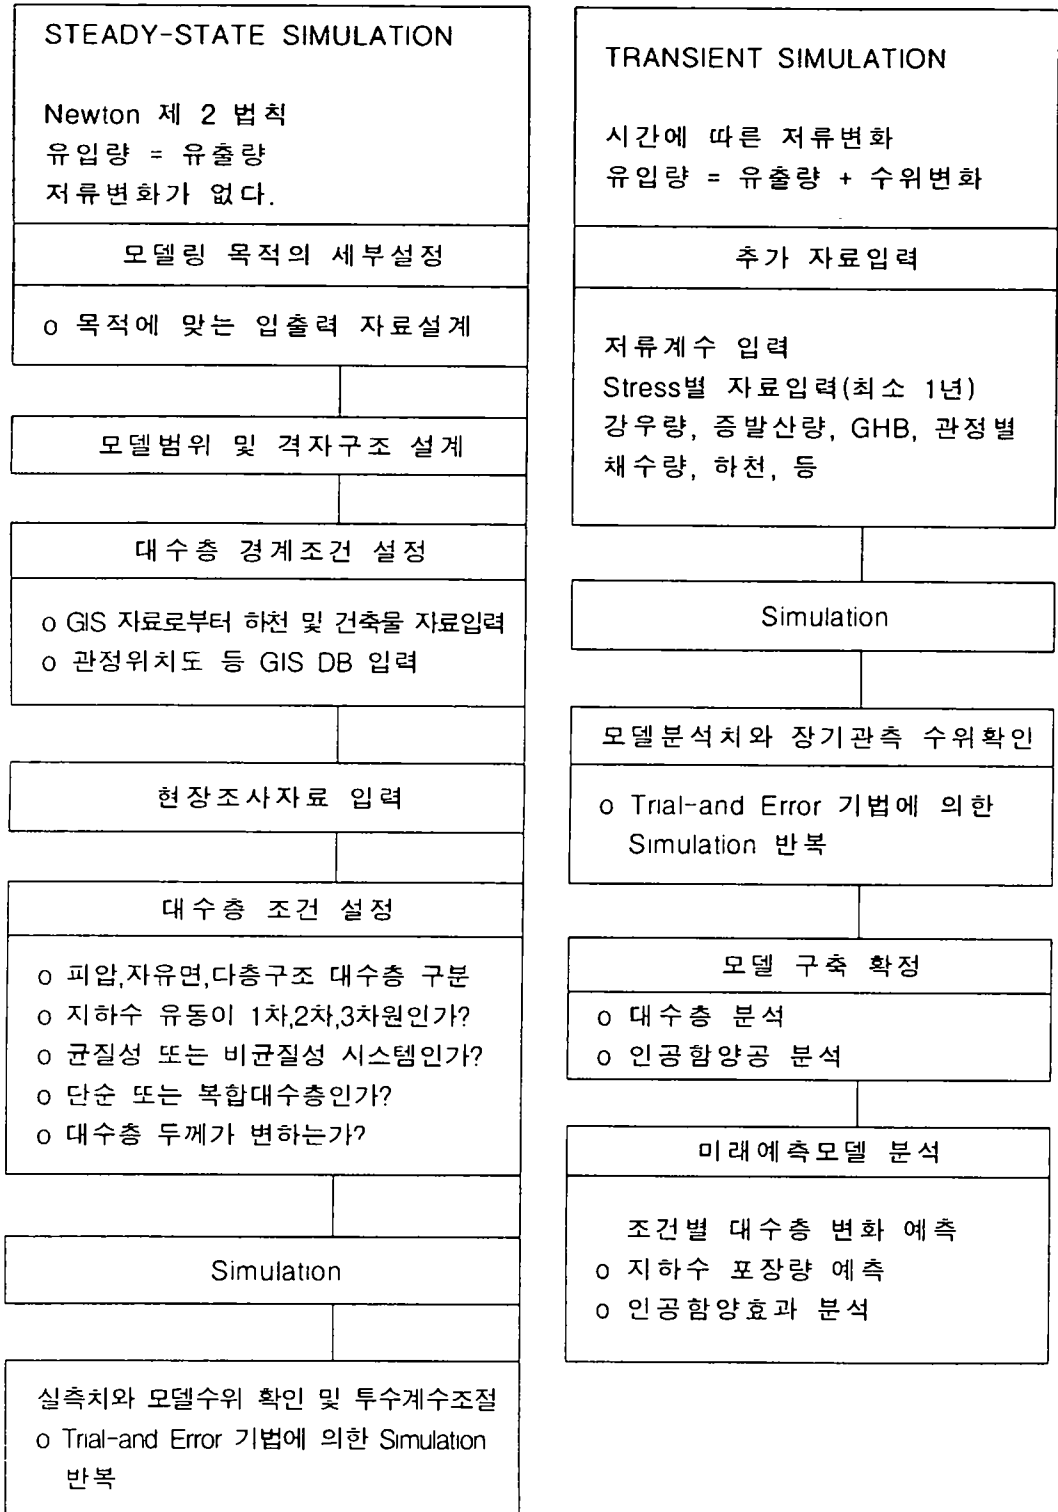 STEADY-STATE SIMULATION
Newton 제 2 법칙
유입량 = 유출량
저류변화가 없다.
모델링 목적의 세부설정
o 목적에 맞는 입출력 자료설계
모델범위 및 격자구조 설계
대수층 경계조건 설정
o GIS 자료로부터 하천 및 건축물 자료입력
o 관정위치도 등 GIS DB 입력
현장조사자료 입력
대수층 조건 설정
o 피압,자유면,다층구조 대수층 구분
o 지하수 유동이 1차,2차,3차원인가?
o 균질성 또는 비균질성 시스템인가?
o 단순 또는 복합대수층인가?
o 대수층 두께가 변하는가?
Simulation
실측치와 모델수위 확인 및 투수계수조절
o Trial-and Error 기법에 의한 Simulation
반복
TRANSIENT SIMULATION
시간에 따른 저류변화
유입량 = 유출량 + 수위변화
추가 자료입력
저류계수 입력
Stress별 자료입력(최소 1년)
강우량, 증발산량, GHB, 관정별
채수량, 하천, 등
Simulation
모델분석치와 장기관측 수위확인
o Trial-and Error 기법에 의한
Simulation 반복
모델 구축 확정
o 대수층 분석
o 인공함양공 분석
미래예측모델 분석
조건별 대수층 변화 예측
o 지하수 포장량 예측
o 인공함양효과 분석